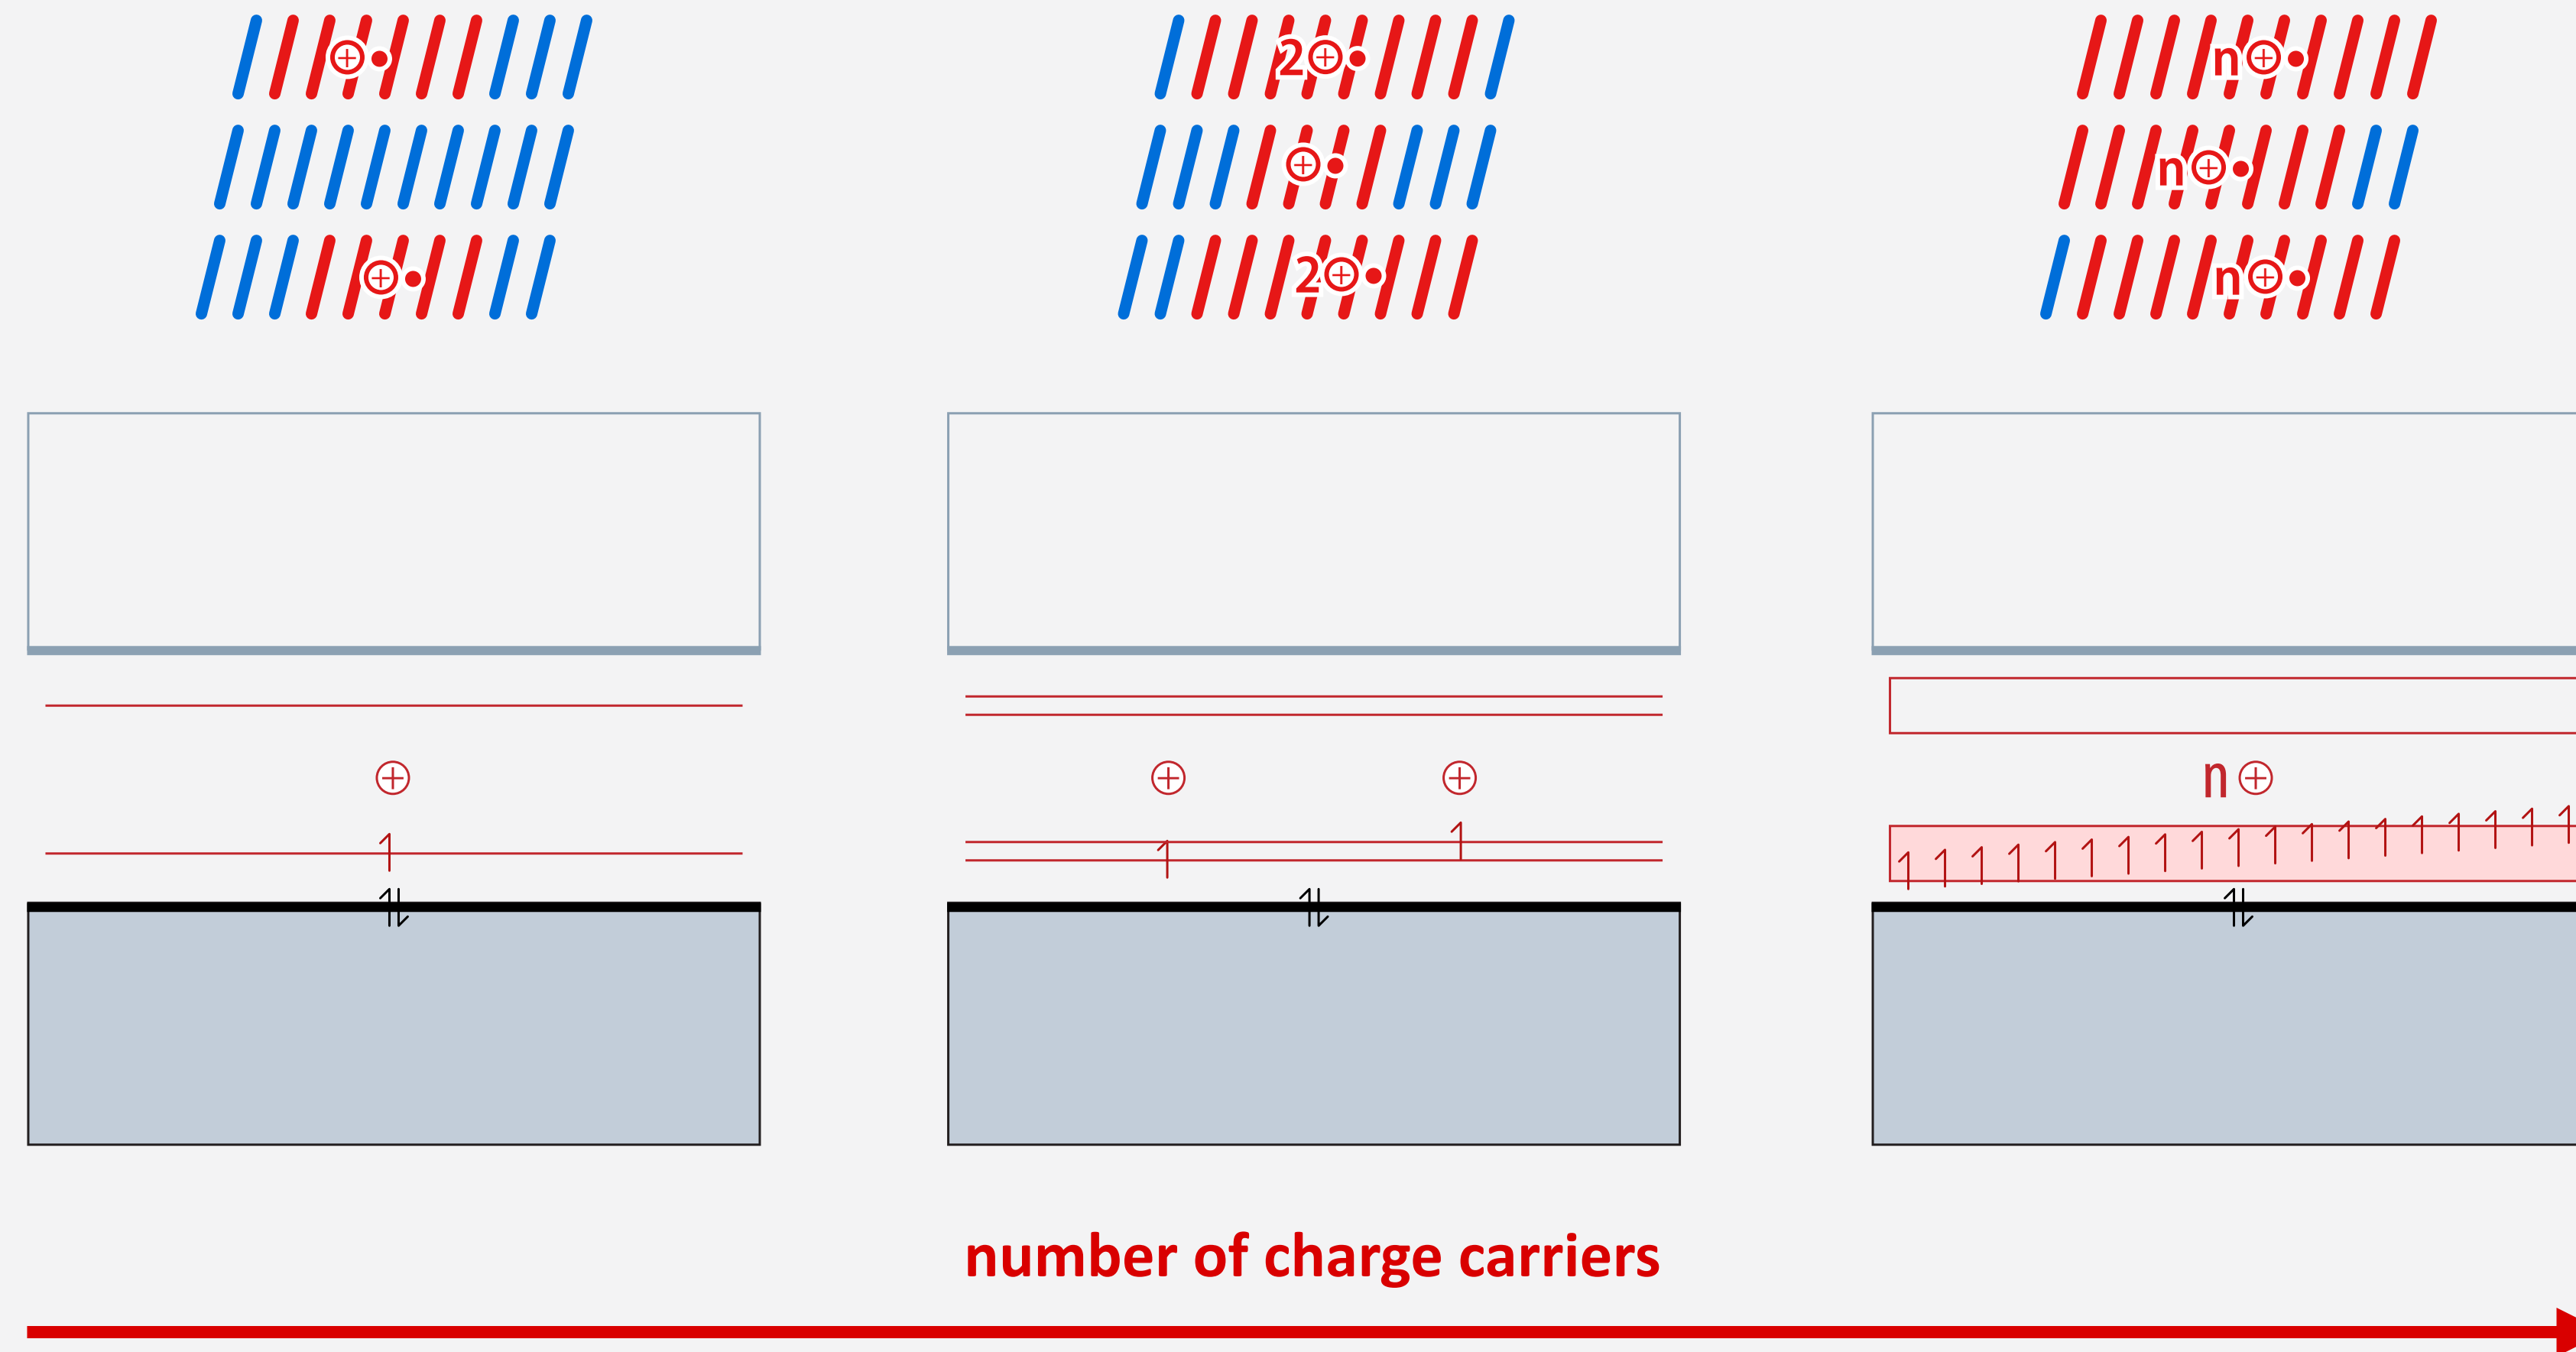 ⊕•
2⊕•
n⊕•
⊕•
n⊕•
⊕•
2⊕•
n⊕•
⊕
⊕
⊕
n⊕
number of charge carriers